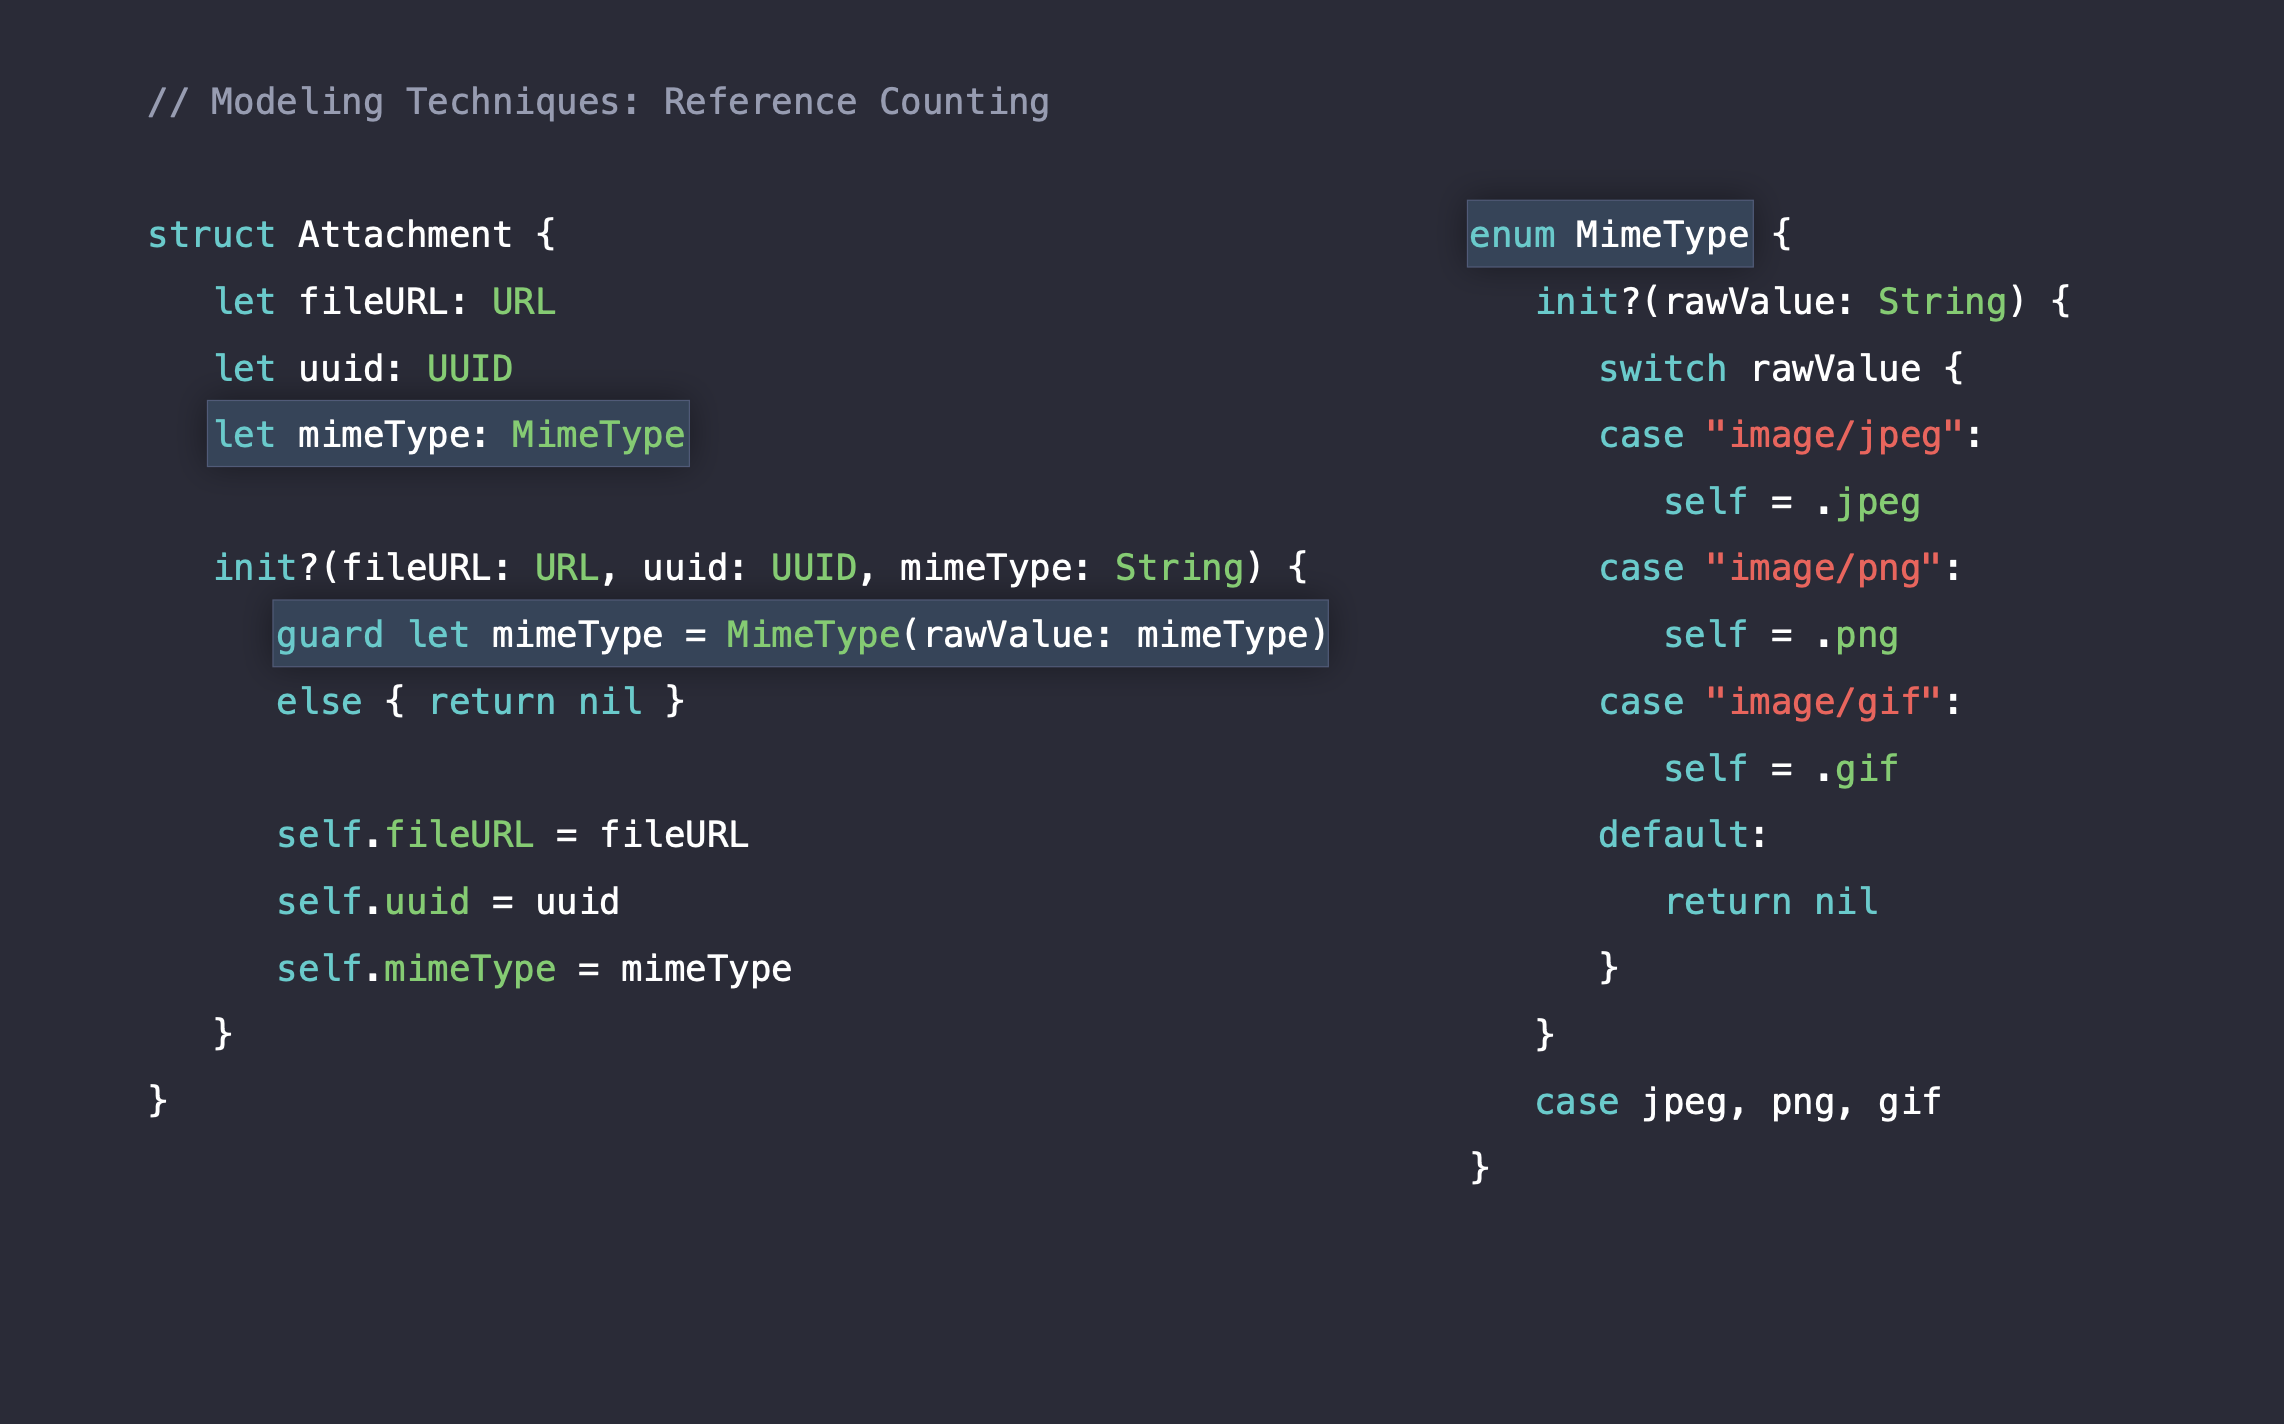 // Modeling Techniques: Reference Counting
struct Attachment {
let fileURL: URL
let uuid: UUID
let mimeType: MimeType
init?(fileURL: URL, uuid: UUID, mimeType: String) {
guard let mimeType = MimeType(rawValue: mimeType)
else { return nil }
self.fileURL = fileURL
self.uuid = uuid
self.mimeType = mimeType
}
}
enum MimeType {
init?(rawValue: String) {
switch rawValue {
case "image/jpeg":
self = .jpeg
case "image/png":
self = .png
case "image/gif":
self = .gif
default:
return nil
}
}
case jpeg, png, gif
}